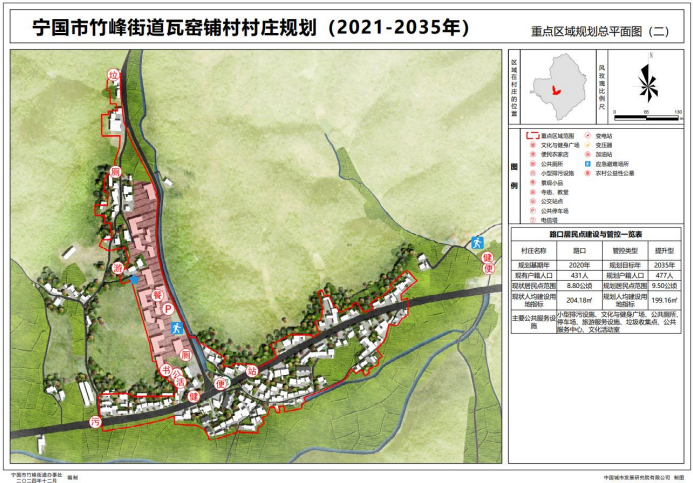 宁国市竹峰街道瓦窑铺村村庄规划（2021-2035年）
重点区域规划总平面图（二）
区域在村庄的位置
风玫瑰比例尺
N
0 65 130
m
图例
重点区域范围
文化与健身广场
便民农家店
公共厕所
小型排污设施
景观小品
寺庙、教堂
公交站点
公共停车场
电信塔
变电站
变压器
加油站
应急避难场所
农村公益性公墓
路口居民点建设与管控一览表
村庄名称 路口 管控类型 提升型
规划基期年 2020年 规划目标年 2035年
现有户籍人口 431人 规划户籍人口 477人
现状居民点范围 8.80公顷 规划居民点范围 9.50公顷
现状人均建设用地指标 204.18㎡ 规划人均建设用地指标 199.16㎡
主要公共服务设施 小型排污设施、文化与健身广场、公共厕所、停车场、旅游服务设施、垃圾收集点、公共服务中心、文化活动室
垃
厕
游
餐
P
厕
书
公
活
健
便
站
污
健
便
宁国市竹峰街道办事处 编制
二〇二四年十二月
中国城市发展研究院有限公司 制图